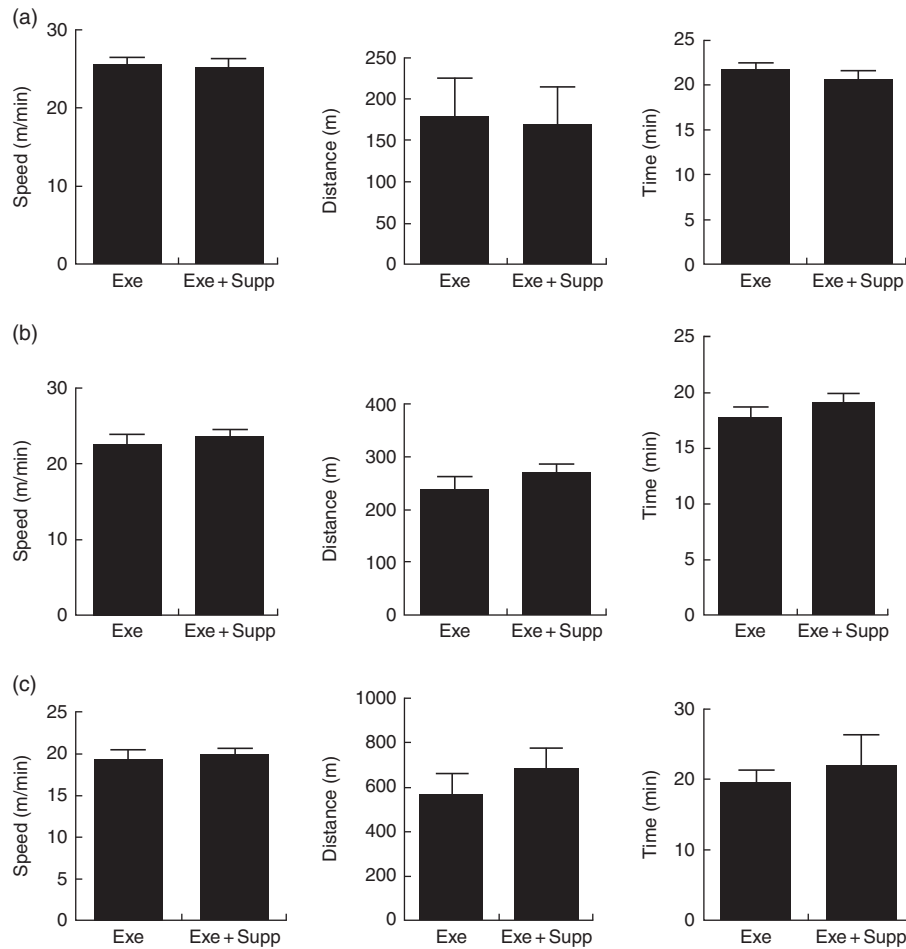 (a)
30
20
10
0
Speed (m/min)
Exe
Exe + Supp
250
200
150
100
50
0
Distance (m)
Exe
Exe + Supp
25
20
15
10
5
0
Time (min)
Exe
Exe + Supp
(b)
30
20
10
0
Speed (m/min)
Exe
Exe + Supp
400
300
200
100
0
Distance (m)
Exe
Exe + Supp
25
20
15
10
5
0
Time (min)
Exe
Exe + Supp
(c)
25
20
15
10
5
0
Speed (m/min)
Exe
Exe + Supp
1000
800
600
400
200
0
Distance (m)
Exe
Exe + Supp
30
20
10
0
Time (min)
Exe
Exe + Supp